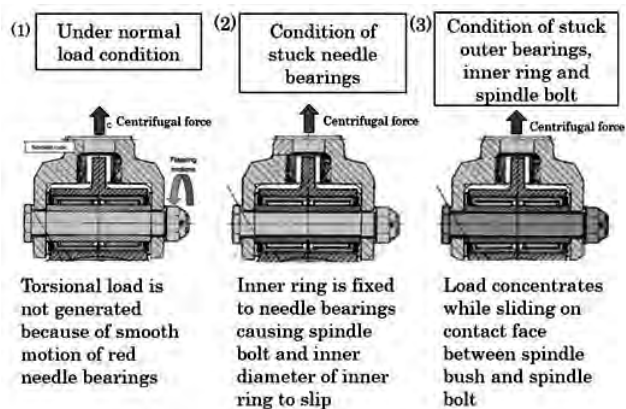 (1)
Under normal
load condition
(2)
Condition of
stuck needle
bearings
(3)
Condition of stuck
outer bearings,
inner ring and
spindle bolt
Centrifugal force
Flapping
motions
Centrifugal force
Centrifugal force
Torsional load is
not generated
because of smooth
motion of red
needle bearings
Inner ring is fixed
to needle bearings
causing spindle
bolt and inner
diameter of inner
ring to slip
Load concentrates
while sliding on
contact face
between spindle
bush and spindle
bolt